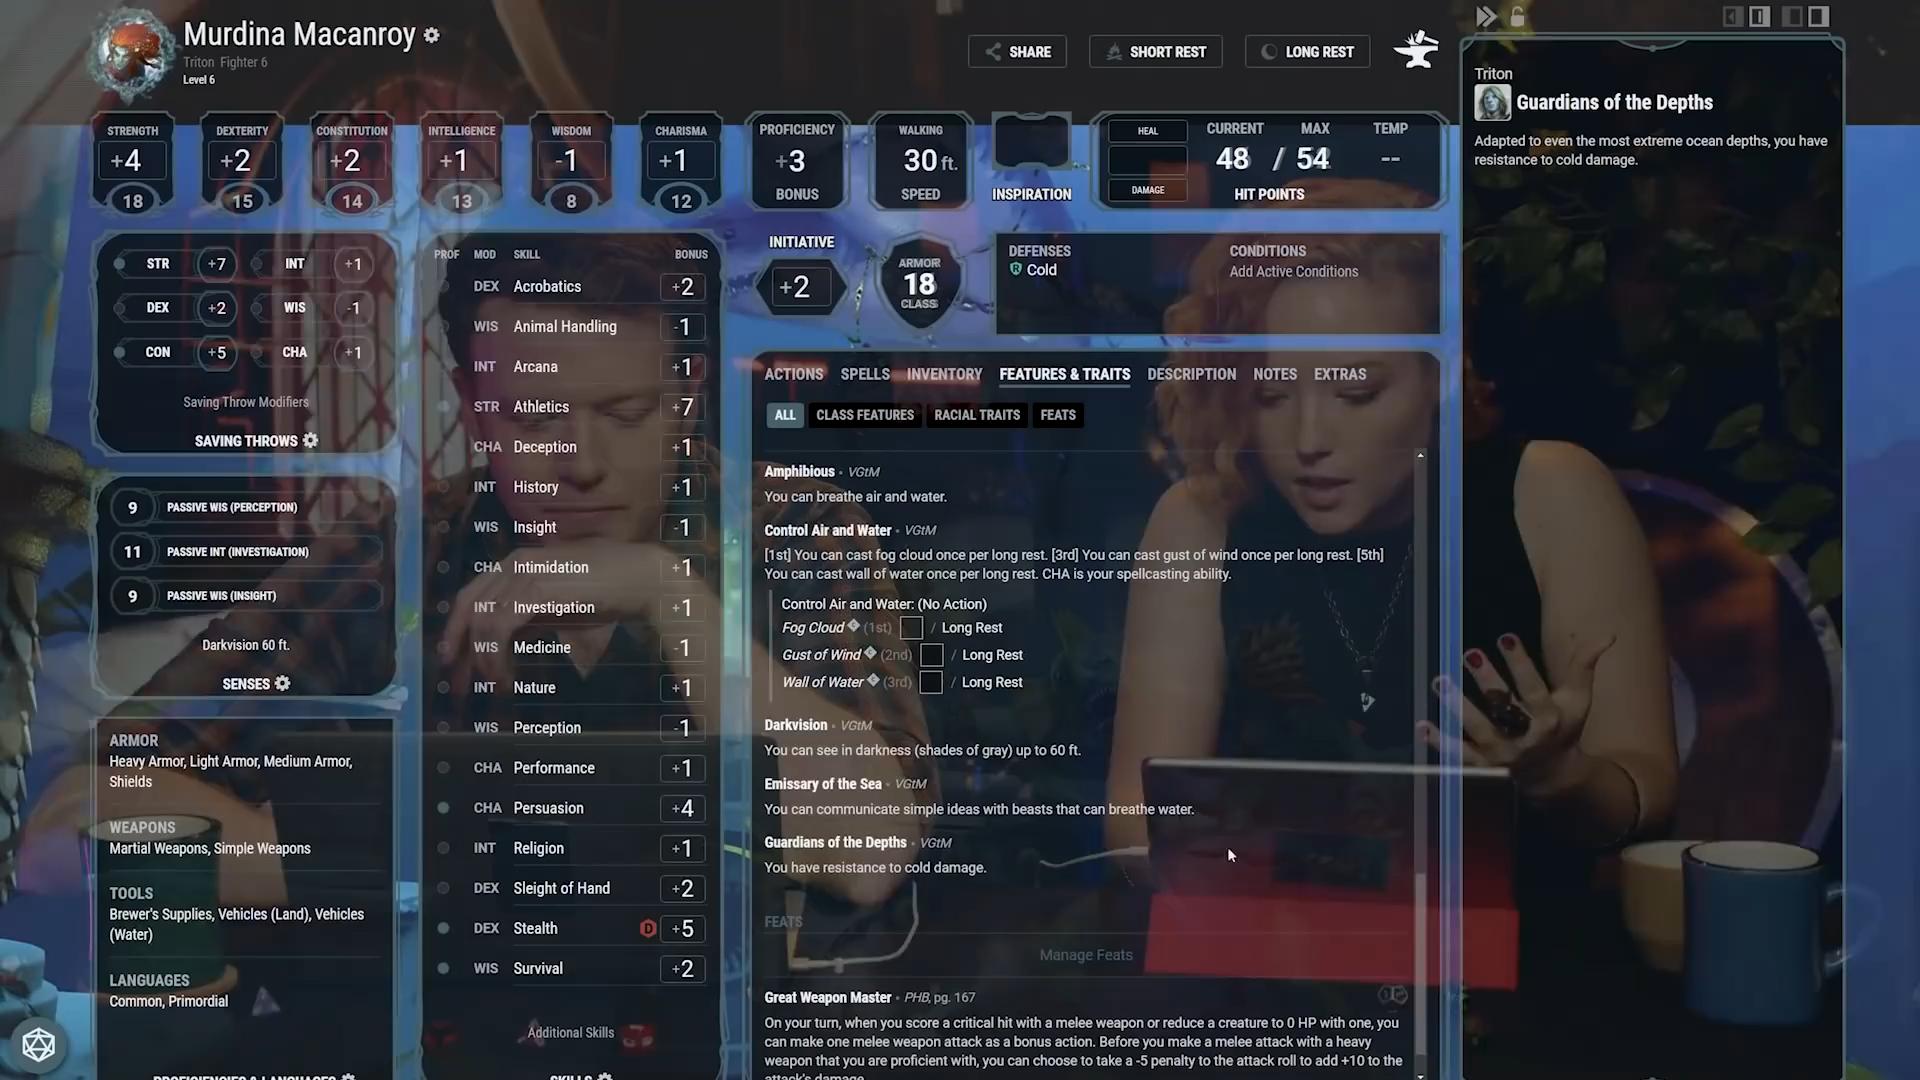 Murdina Macanroy
Triton Fighter 6
Level 6
SHARE
SHORT REST
LONG REST
STRENGTH
+4
18
DEXTERITY
+2
15
CONSTITUTION
+2
14
INTELLIGENCE
+1
13
WISDOM
-1
8
CHARISMA
+1
12
PROFICIENCY
+3
BONUS
WALKING
30 ft.
SPEED
INSPIRATION
HEAL
DAMAGE
CURRENT MAX TEMP
48 / 54 --
HIT POINTS
STR +7 INT +1
DEX +2 WIS -1
CON +5 CHA +1
Saving Throw Modifiers
SAVING THROWS
9 PASSIVE WIS (PERCEPTION)
11 PASSIVE INT (INVESTIGATION)
9 PASSIVE WIS (INSIGHT)
Darkvision 60 ft.
SENSES
ARMOR
Heavy Armor, Light Armor, Medium Armor,
Shields
WEAPONS
Martial Weapons, Simple Weapons
TOOLS
Brewer's Supplies, Vehicles (Land), Vehicles
(Water)
LANGUAGES
Common, Primordial
PROFICIENCIES & LANGUAGES
PROF MOD SKILL BONUS
DEX Acrobatics +2
WIS Animal Handling -1
INT Arcana +1
STR Athletics +7
CHA Deception +1
INT History +1
WIS Insight -1
CHA Intimidation +1
INT Investigation +1
WIS Medicine -1
INT Nature +1
WIS Perception -1
CHA Performance +1
CHA Persuasion +4
INT Religion +1
DEX Sleight of Hand +2
DEX Stealth D +5
WIS Survival +2
Additional Skills
SKILLS
INITIATIVE
+2
ARMOR
18
CLASS
DEFENSES
R Cold
CONDITIONS
Add Active Conditions
ACTIONS SPELLS INVENTORY FEATURES & TRAITS DESCRIPTION NOTES EXTRAS
ALL CLASS FEATURES RACIAL TRAITS FEATS
Amphibious • VGtM
You can breathe air and water.
Control Air and Water • VGtM
[1st] You can cast fog cloud once per long rest. [3rd] You can cast gust of wind once per long rest. [5th]
You can cast wall of water once per long rest. CHA is your spellcasting ability.
Control Air and Water: (No Action)
Fog Cloud C (1st) / Long Rest
Gust of Wind C (2nd) / Long Rest
Wall of Water C (3rd) / Long Rest
Darkvision • VGtM
You can see in darkness (shades of gray) up to 60 ft.
Emissary of the Sea • VGtM
You can communicate simple ideas with beasts that can breathe water.
Guardians of the Depths • VGtM
You have resistance to cold damage.
FEATS
Manage Feats
Great Weapon Master • PHB, pg. 167
On your turn, when you score a critical hit with a melee weapon or reduce a creature to 0 HP with one, you
can make one melee weapon attack as a bonus action. Before you make a melee attack with a heavy
weapon that you are proficient with, you can choose to take a -5 penalty to the attack roll to add +10 to the
attack's damage.
Triton
Guardians of the Depths
Adapted to even the most extreme ocean depths, you have
resistance to cold damage.